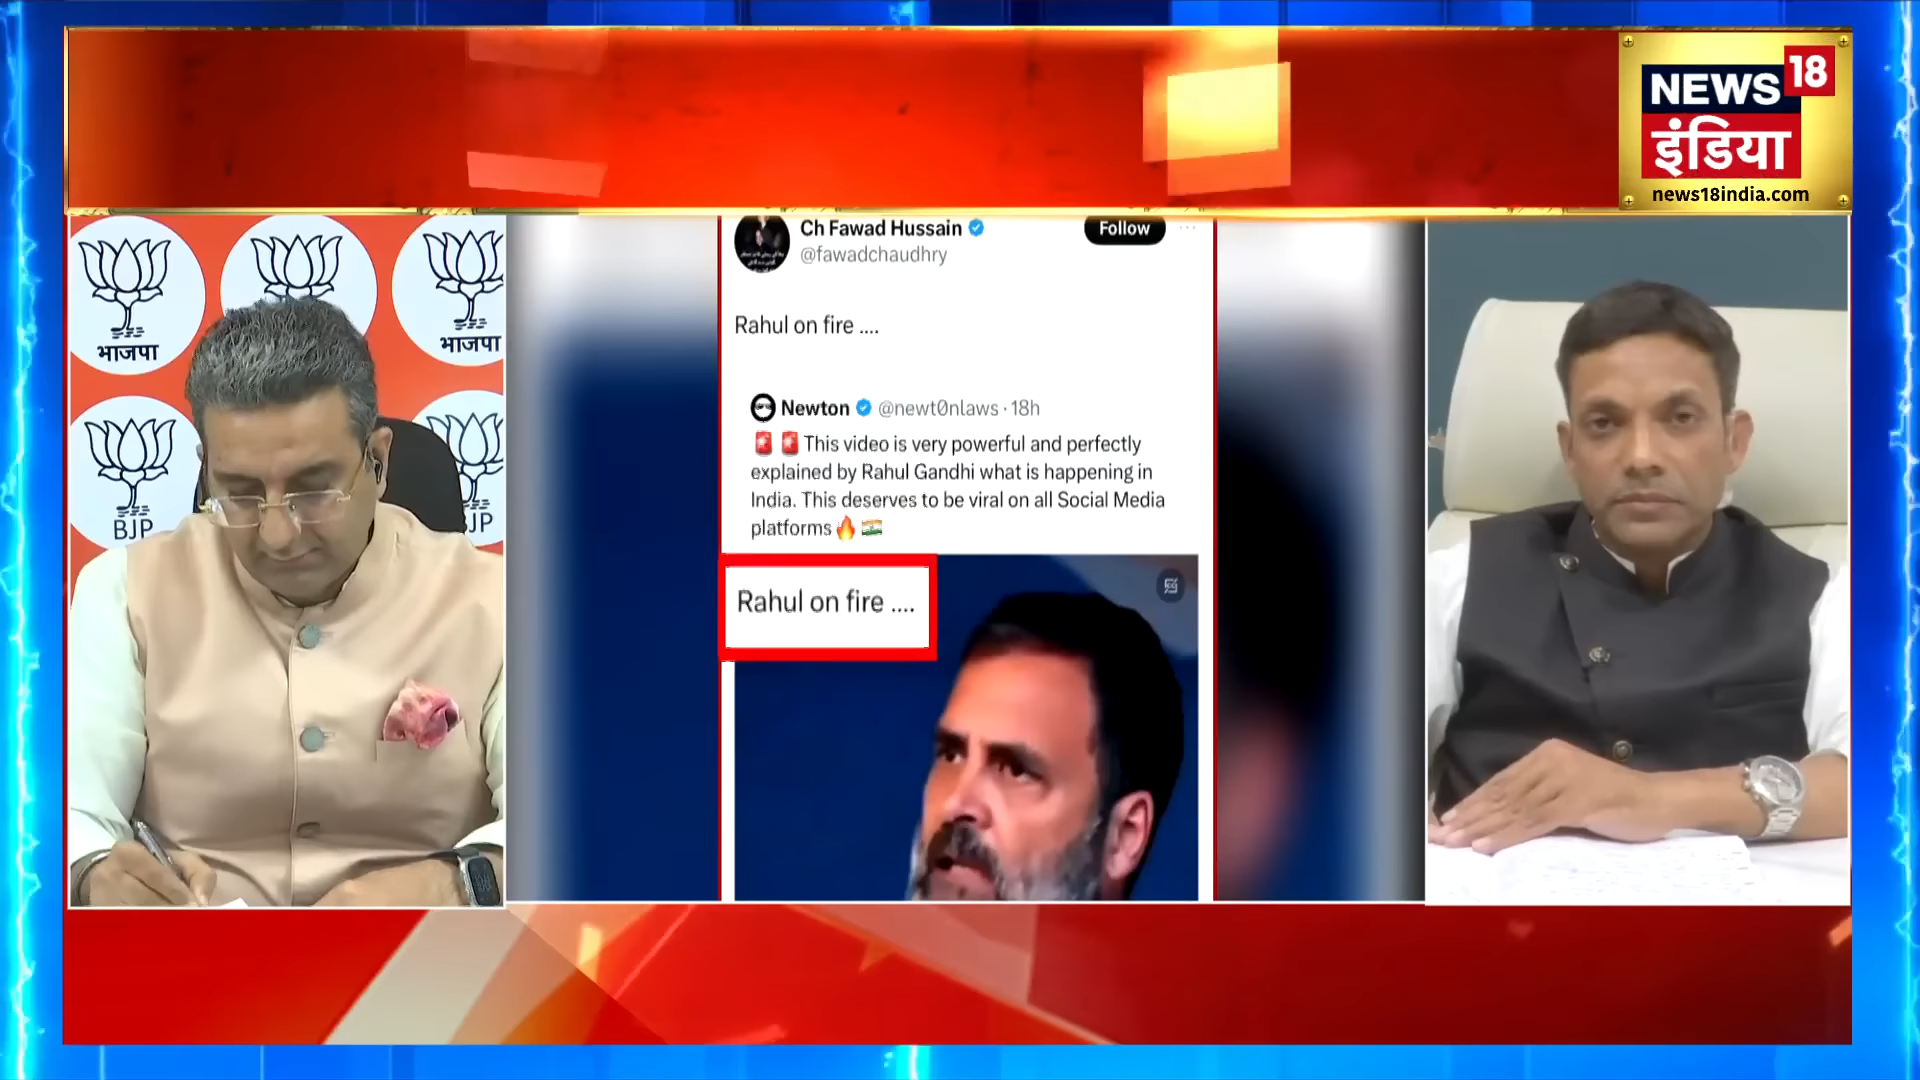 NEWS 18
इंडिया
news18india.com
भाजपा
भाजपा
BJP
JP
Ch Fawad Hussain
Follow
@fawadchaudhry
Rahul on fire ....
Newton @newt0nlaws · 18h
🚨 🚨 This video is very powerful and perfectly
explained by Rahul Gandhi what is happening in
India. This deserves to be viral on all Social Media
platforms 🔥 🇮🇳
Rahul on fire ....